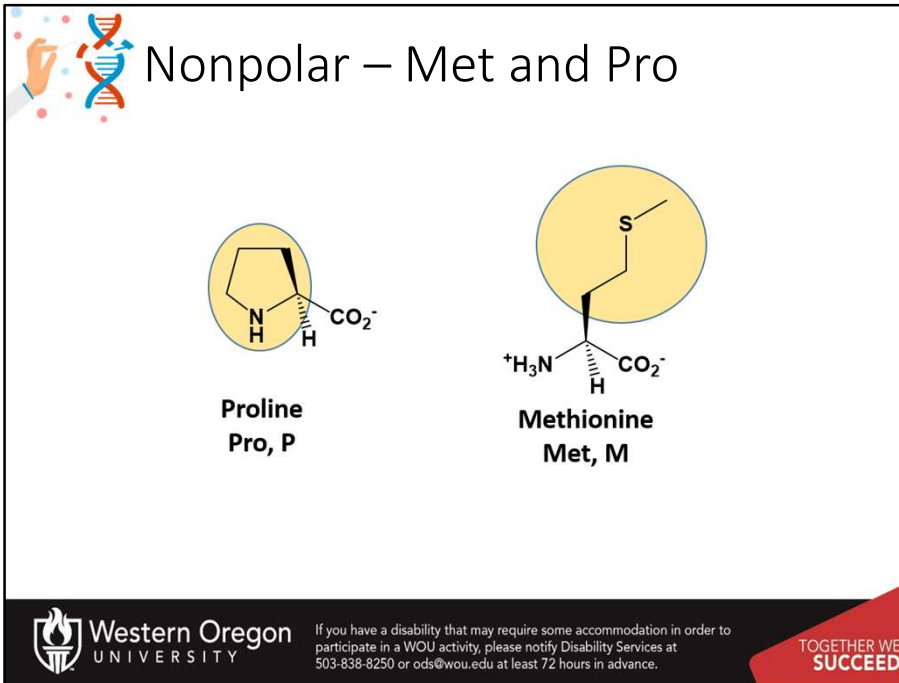 Nonpolar – Met and Pro
N
H
H
CO₂⁻
Proline
Pro, P
S
⁺H₃N
CO₂⁻
H
Methionine
Met, M
Western Oregon
UNIVERSITY
If you have a disability that may require some accommodation in order to
participate in a WOU activity, please notify Disability Services at
503-838-8250 or ods@wou.edu at least 72 hours in advance.
TOGETHER WE
SUCCEED